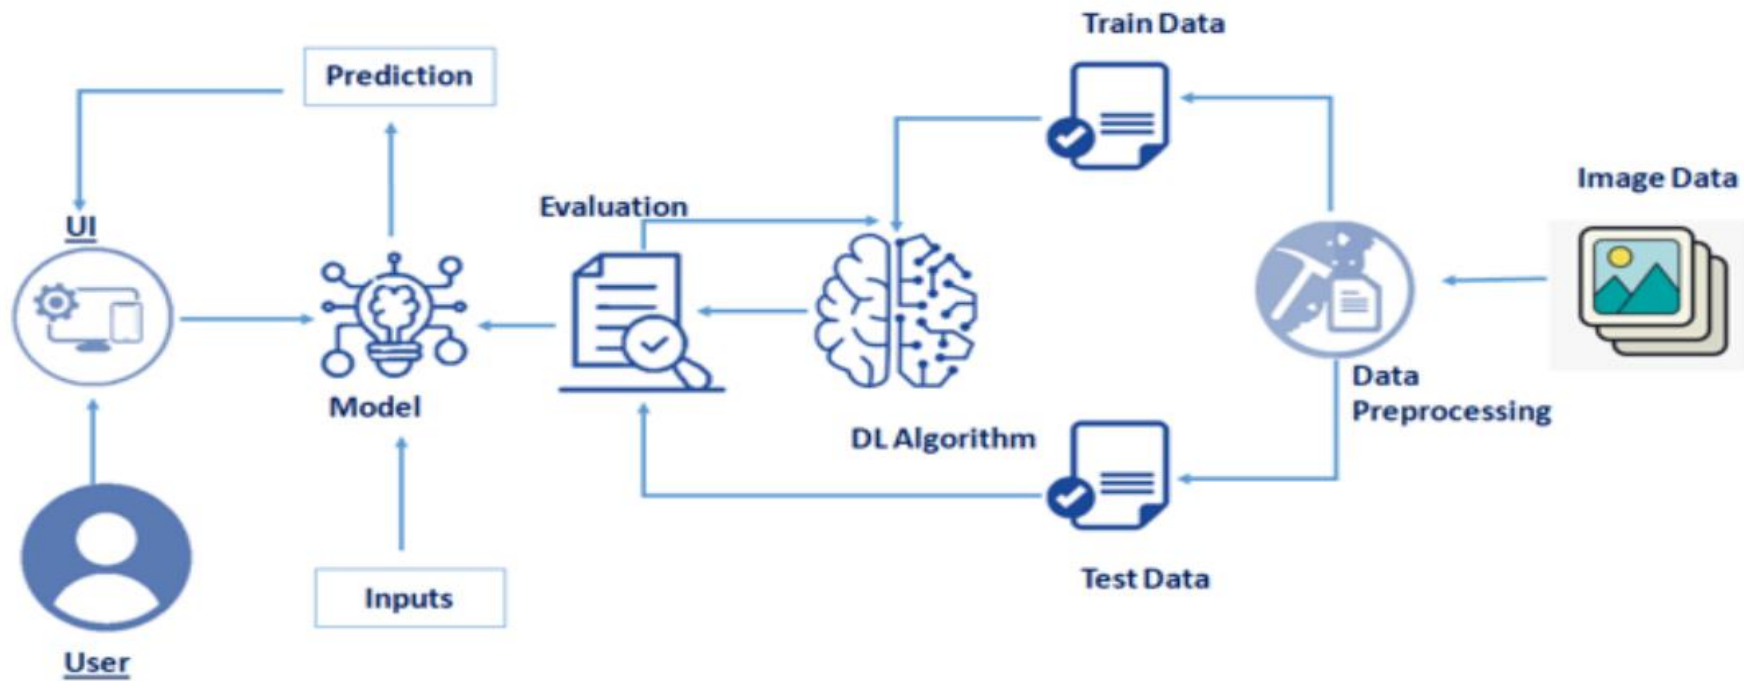 Train Data
Prediction
Image Data
Evaluation
UI
Data
Preprocessing
Model
DL Algorithm
Test Data
Inputs
User